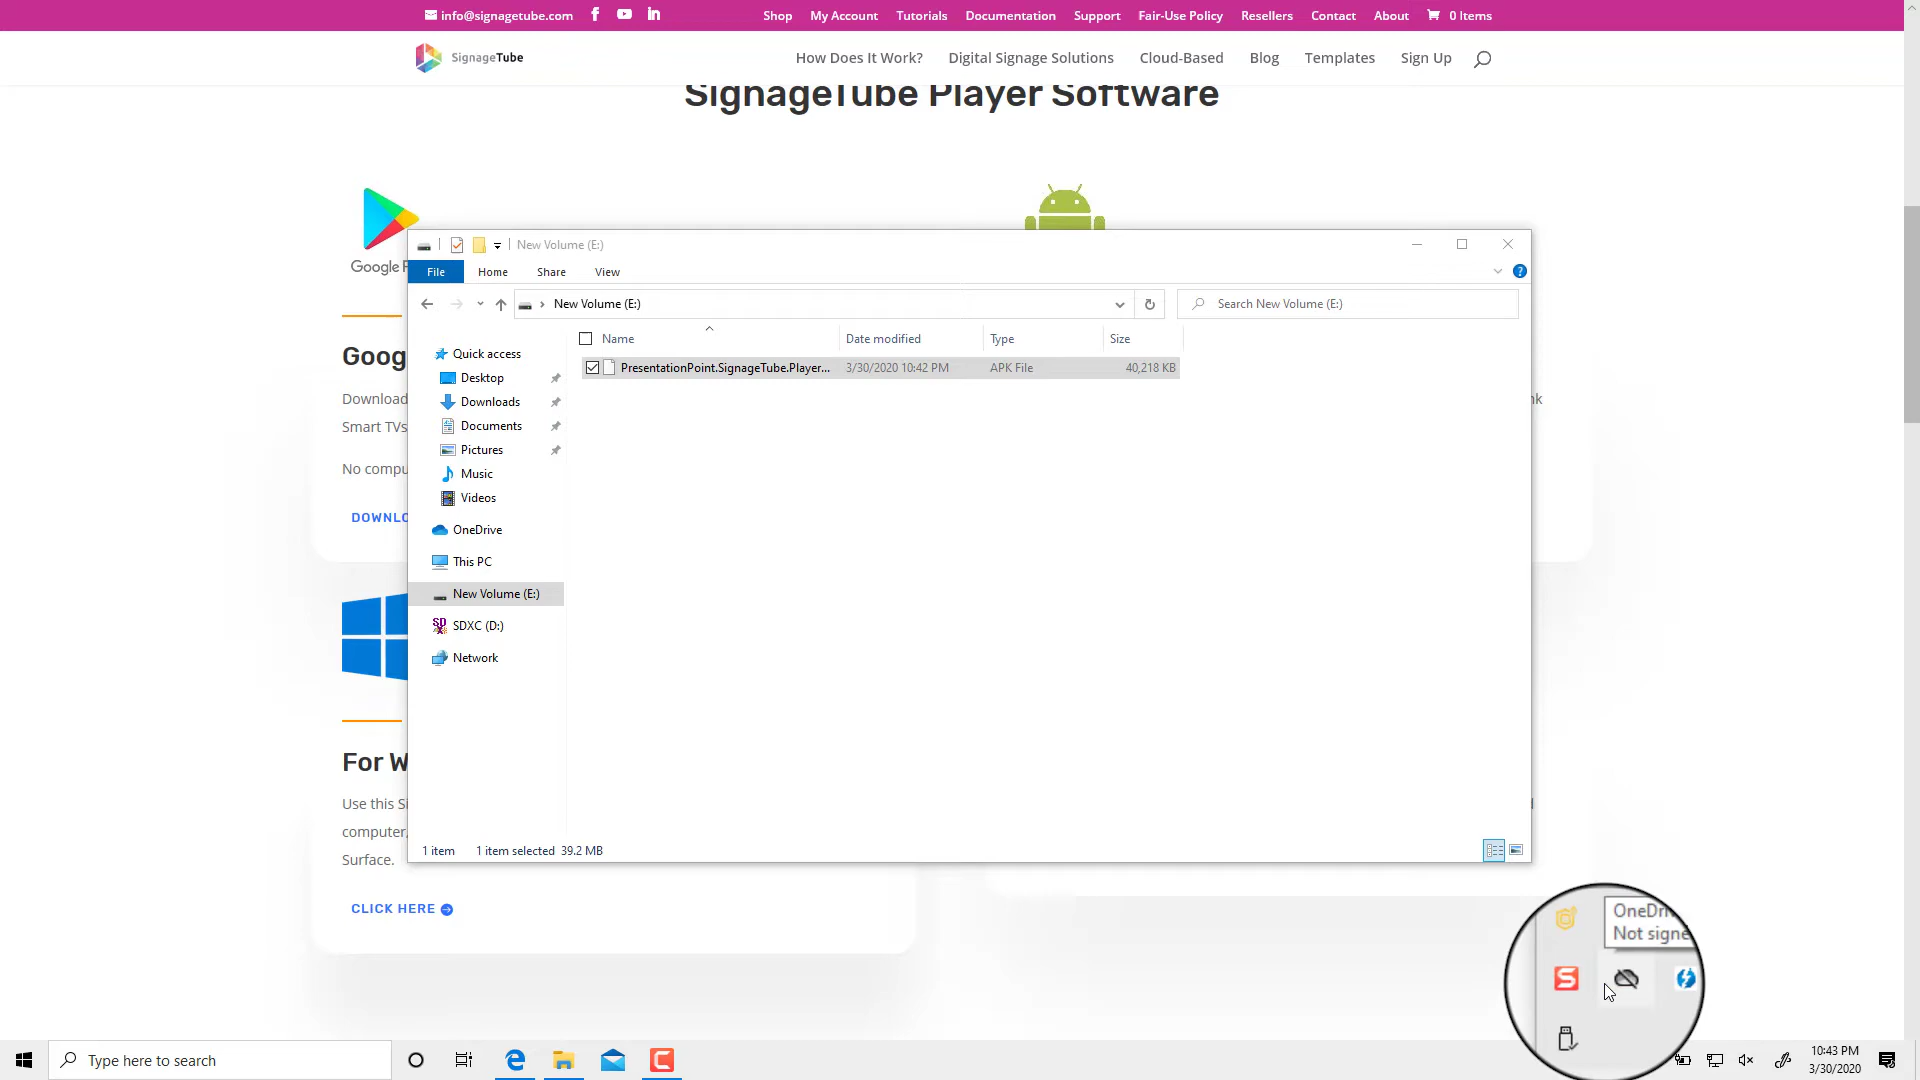 info@signagetube.com Shop My Account Tutorials Documentation Support Fair-Use Policy Resellers Contact About 0 Items
SignageTube How Does It Work? Digital Signage Solutions Cloud-Based Blog Templates Sign Up
SignageTube Player Software
Google
New Volume (E:)
File Home Share View
New Volume (E:) Search New Volume (E:)
Name Date modified Type Size
PresentationPoint.SignageTube.Player... 3/30/2020 10:42 PM APK File 40,218 KB
Quick access
Desktop
Downloads
Documents
Pictures
Music
Videos
OneDrive
This PC
New Volume (E:)
SDXC (D:)
Network
1 item 1 item selected 39.2 MB
Goog
Download
Smart TVs
No compu
DOWNLO
nk
For W
Use this Si
computer,
Surface.
CLICK HERE
OneDri
Not signe
Type here to search
10:43 PM
3/30/2020